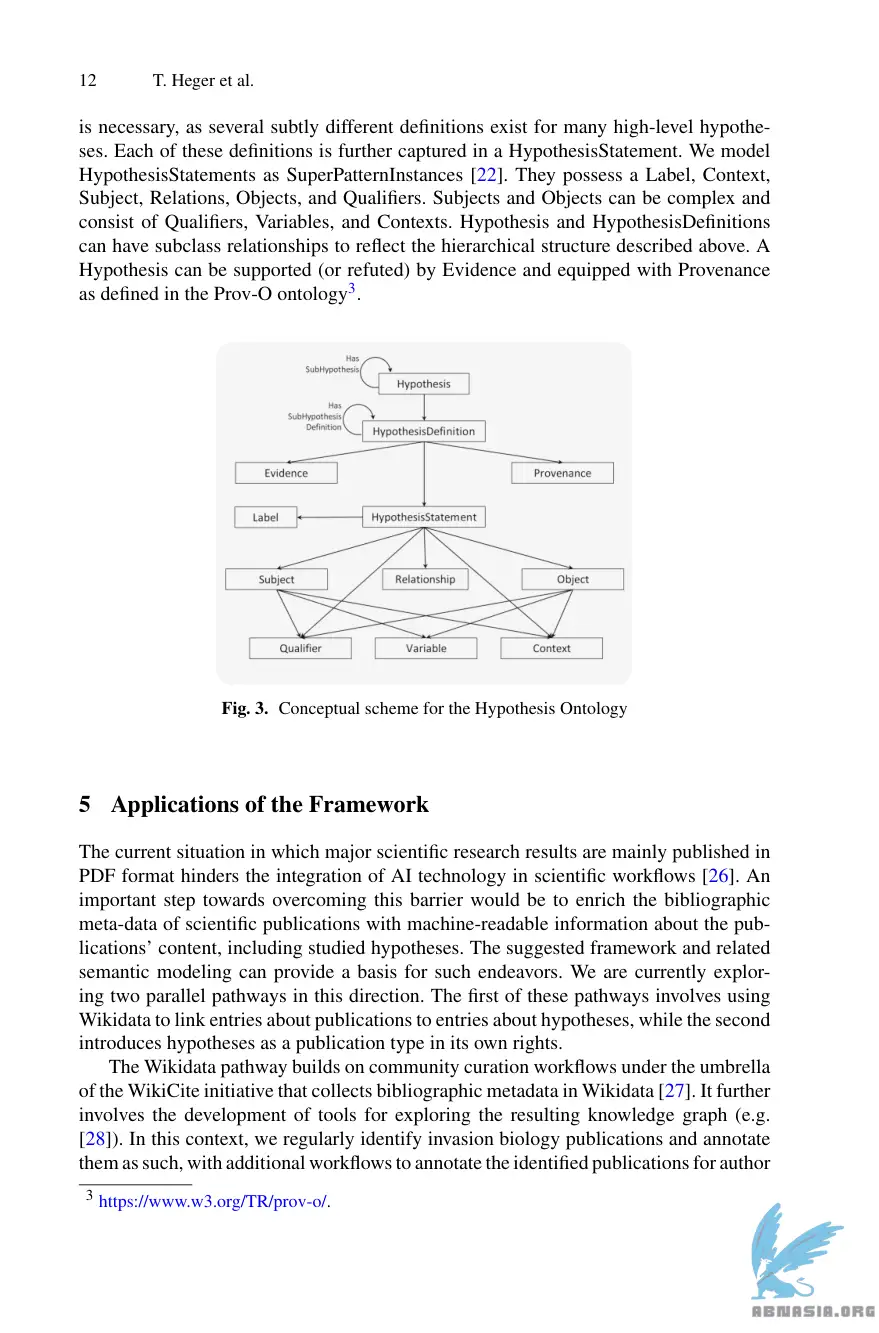 12 T. Heger et al.
is necessary, as several subtly different definitions exist for many high-level hypothe-
ses. Each of these definitions is further captured in a HypothesisStatement. We model
HypothesisStatements as SuperPatternInstances [22]. They possess a Label, Context,
Subject, Relations, Objects, and Qualifiers. Subjects and Objects can be complex and
consist of Qualifiers, Variables, and Contexts. Hypothesis and HypothesisDefinitions
can have subclass relationships to reflect the hierarchical structure described above. A
Hypothesis can be supported (or refuted) by Evidence and equipped with Provenance
as defined in the Prov-O ontology3.
Has
SubHypothesis
Hypothesis
Has
SubHypothesis
Definition
HypothesisDefinition
Evidence
Provenance
Label
HypothesisStatement
Subject
Relationship
Object
Qualifier
Variable
Context
Fig. 3. Conceptual scheme for the Hypothesis Ontology
5 Applications of the Framework
The current situation in which major scientific research results are mainly published in
PDF format hinders the integration of AI technology in scientific workflows [26]. An
important step towards overcoming this barrier would be to enrich the bibliographic
meta-data of scientific publications with machine-readable information about the pub-
lications' content, including studied hypotheses. The suggested framework and related
semantic modeling can provide a basis for such endeavors. We are currently explor-
ing two parallel pathways in this direction. The first of these pathways involves using
Wikidata to link entries about publications to entries about hypotheses, while the second
introduces hypotheses as a publication type in its own rights.
The Wikidata pathway builds on community curation workflows under the umbrella
of the WikiCite initiative that collects bibliographic metadata in Wikidata [27]. It further
involves the development of tools for exploring the resulting knowledge graph (e.g.
[28]). In this context, we regularly identify invasion biology publications and annotate
them as such, with additional workflows to annotate the identified publications for author
3 https://www.w3.org/TR/prov-o/.
ABNASIA.ORG